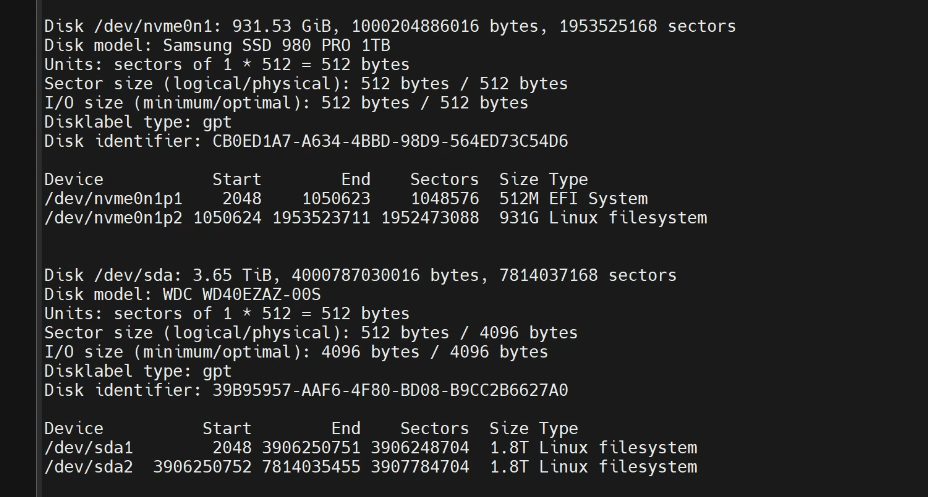 Disk /dev/nvme0n1: 931.53 GiB, 1000204886016 bytes, 1953525168 sectors
Disk model: Samsung SSD 980 PRO 1TB
Units: sectors of 1 * 512 = 512 bytes
Sector size (logical/physical): 512 bytes / 512 bytes
I/O size (minimum/optimal): 512 bytes / 512 bytes
Disklabel type: gpt
Disk identifier: CB0ED1A7-A634-4BBD-98D9-564ED73C54D6
Device           Start        End    Sectors  Size Type
/dev/nvme0n1p1    2048    1050623    1048576  512M EFI System
/dev/nvme0n1p2 1050624 1953523711 1952473088  931G Linux filesystem
Disk /dev/sda: 3.65 TiB, 4000787030016 bytes, 7814037168 sectors
Disk model: WDC WD40EZAZ-00S
Units: sectors of 1 * 512 = 512 bytes
Sector size (logical/physical): 512 bytes / 4096 bytes
I/O size (minimum/optimal): 4096 bytes / 4096 bytes
Disklabel type: gpt
Disk identifier: 39B95957-AAF6-4F80-BD08-B9CC2B6627A0
Device          Start        End    Sectors  Size Type
/dev/sda1        2048 3906250751 3906248704  1.8T Linux filesystem
/dev/sda2  3906250752 7814035455 3907784704  1.8T Linux filesystem